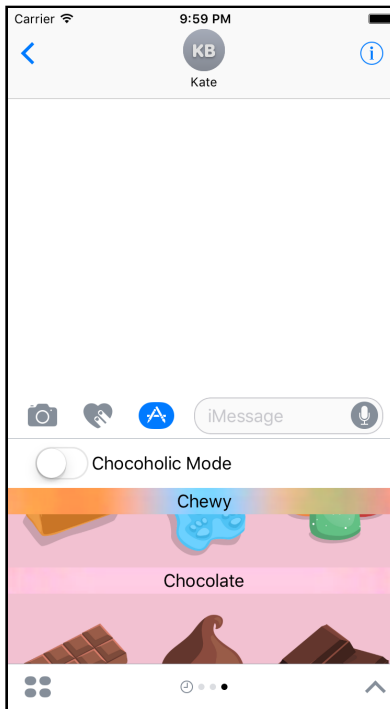 Carrier 9:59 PM
KB
Kate
iMessage
Chocoholic Mode
Chewy
Chocolate